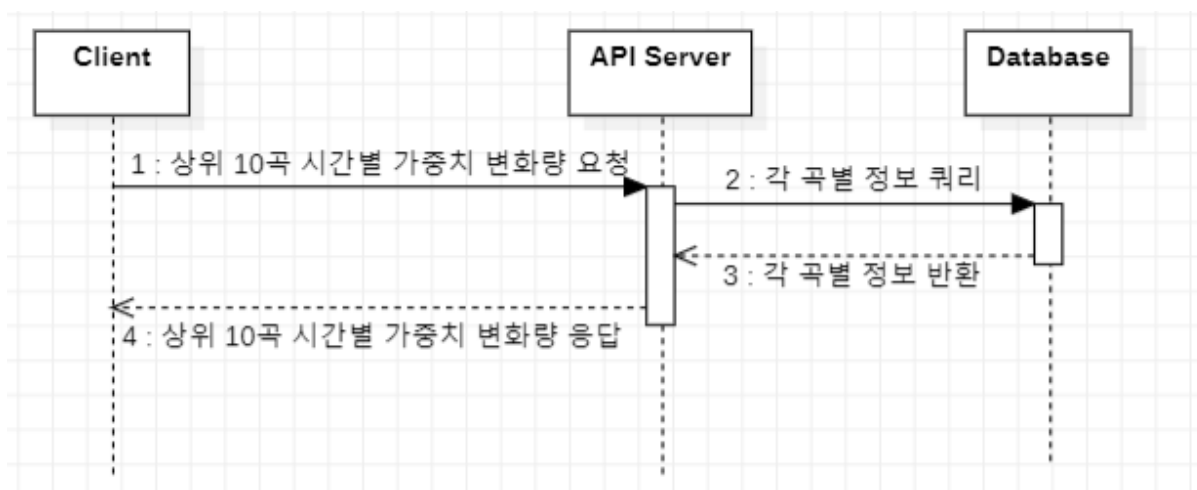 Client
API Server
Database
1 : 상위 10곡 시간별 가중치 변화량 요청
2 : 각 곡별 정보 쿼리
3 : 각 곡별 정보 반환
4 : 상위 10곡 시간별 가중치 변화량 응답